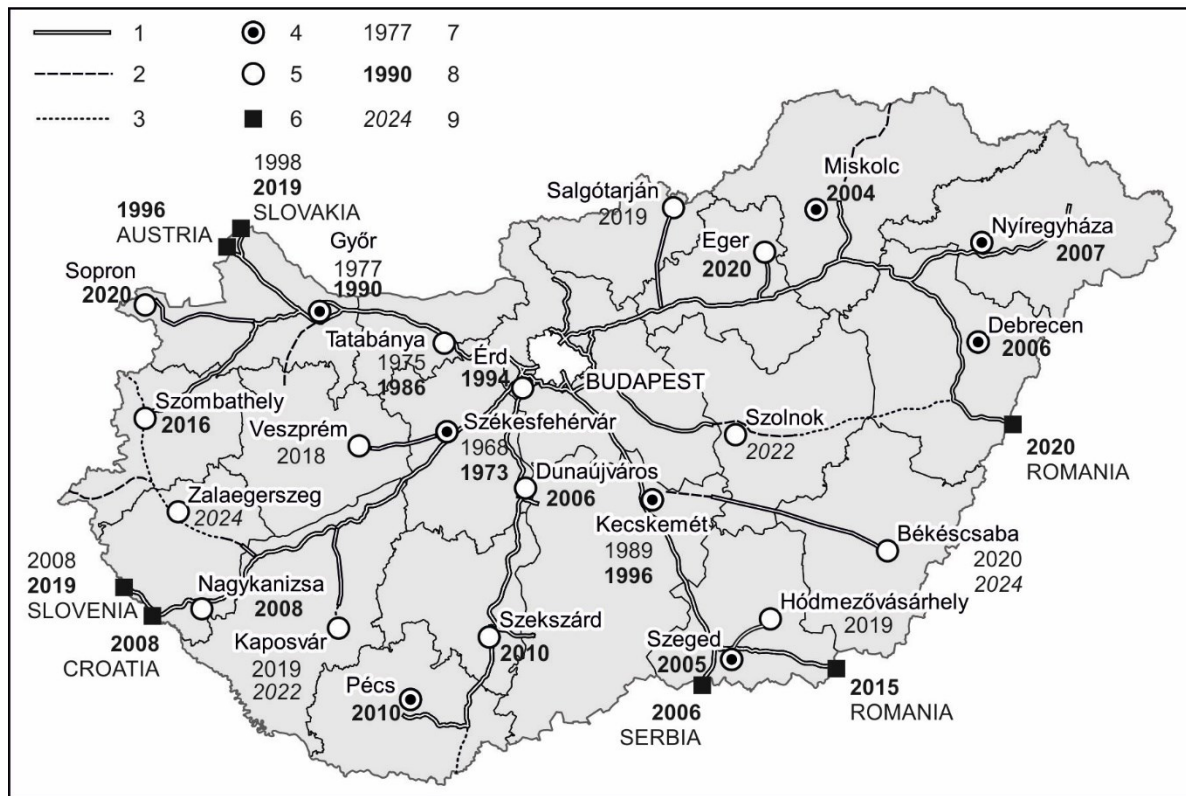 1 4 1977 7
2 5 1990 8
3 6 2024 9
1998
2019
SLOVAKIA
1996
AUSTRIA
Győr
1977
1990
Sopron
2020
Tatabánya
1975
1986
Érd
1994
BUDAPEST
Salgótarján
2019
Eger
2020
Miskolc
2004
Nyíregyháza
2007
Debrecen
2006
Szombathely
2016
Veszprém
2018
Székesfehérvár
1968
1973
Dunaújváros
2006
Szolnok
2022
2020
ROMANIA
Zalaegerszeg
2024
Kecskemét
1989
1996
Békéscsaba
2020
2024
2008
2019
SLOVENIA
Nagykanizsa
2008
2008
CROATIA
Kaposvár
2019
2022
Szekszárd
2010
Pécs
2010
Hódmezővásárhely
2019
Szeged
2005
2006
SERBIA
2015
ROMANIA